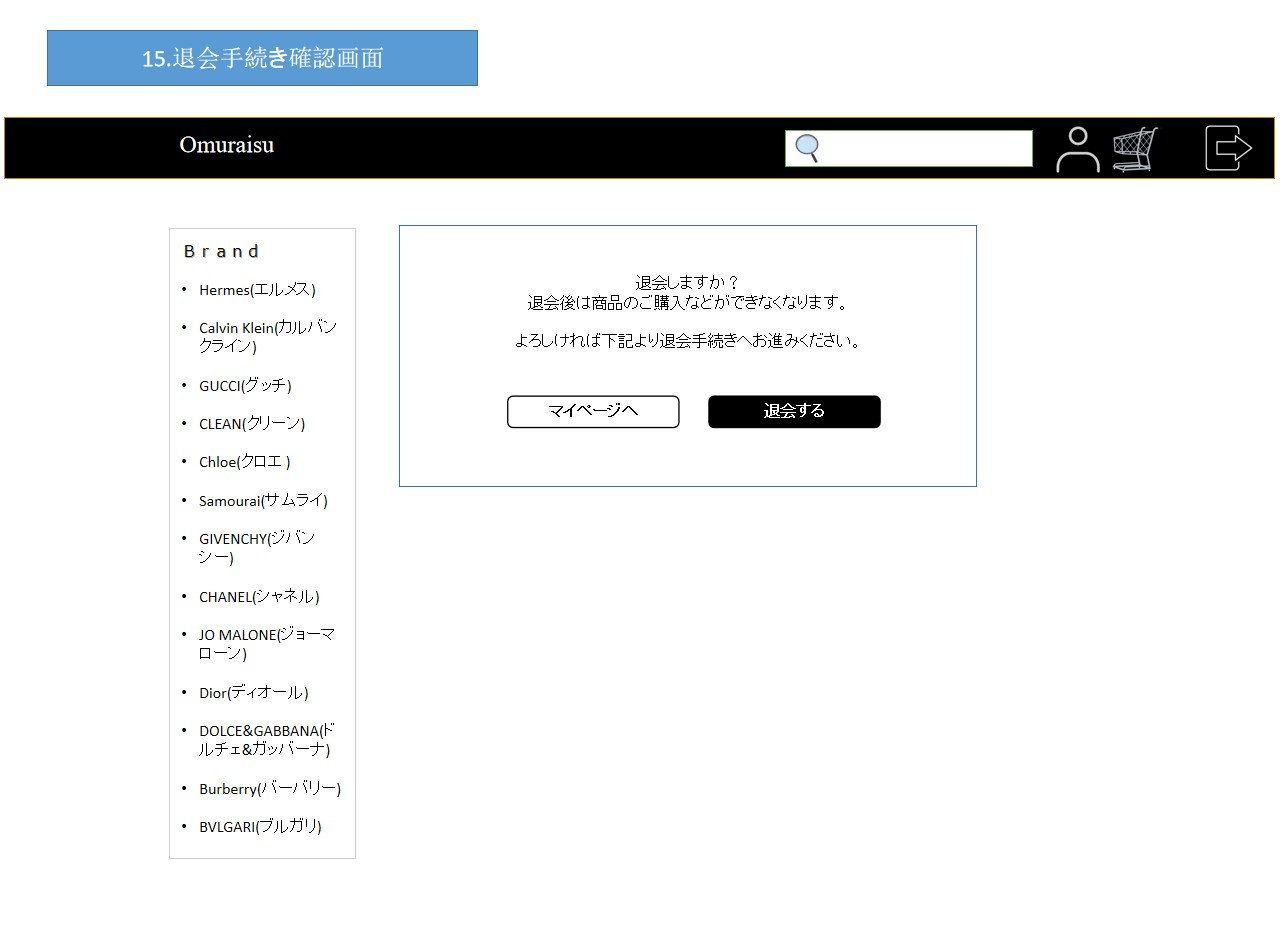 15.退会手続き確認画面
Omuraisu
Brand
• Hermes(エルメス)
• Calvin Klein(カルバン
クライン)
• GUCCI(グッチ)
• CLEAN(クリーン)
• Chloe(クロエ )
• Samourai(サムライ)
• GIVENCHY(ジバン
シー)
• CHANEL(シャネル)
• JO MALONE(ジョーマ
ローン)
• Dior(ディオール)
• DOLCE&GABBANA(ド
ルチェ&ガッバーナ)
• Burberry(バーバリー)
• BVLGARI(ブルガリ)
退会しますか？
退会後は商品のご購入などができなくなります。
よろしければ下記より退会手続きへお進みください。
マイページへ
退会する